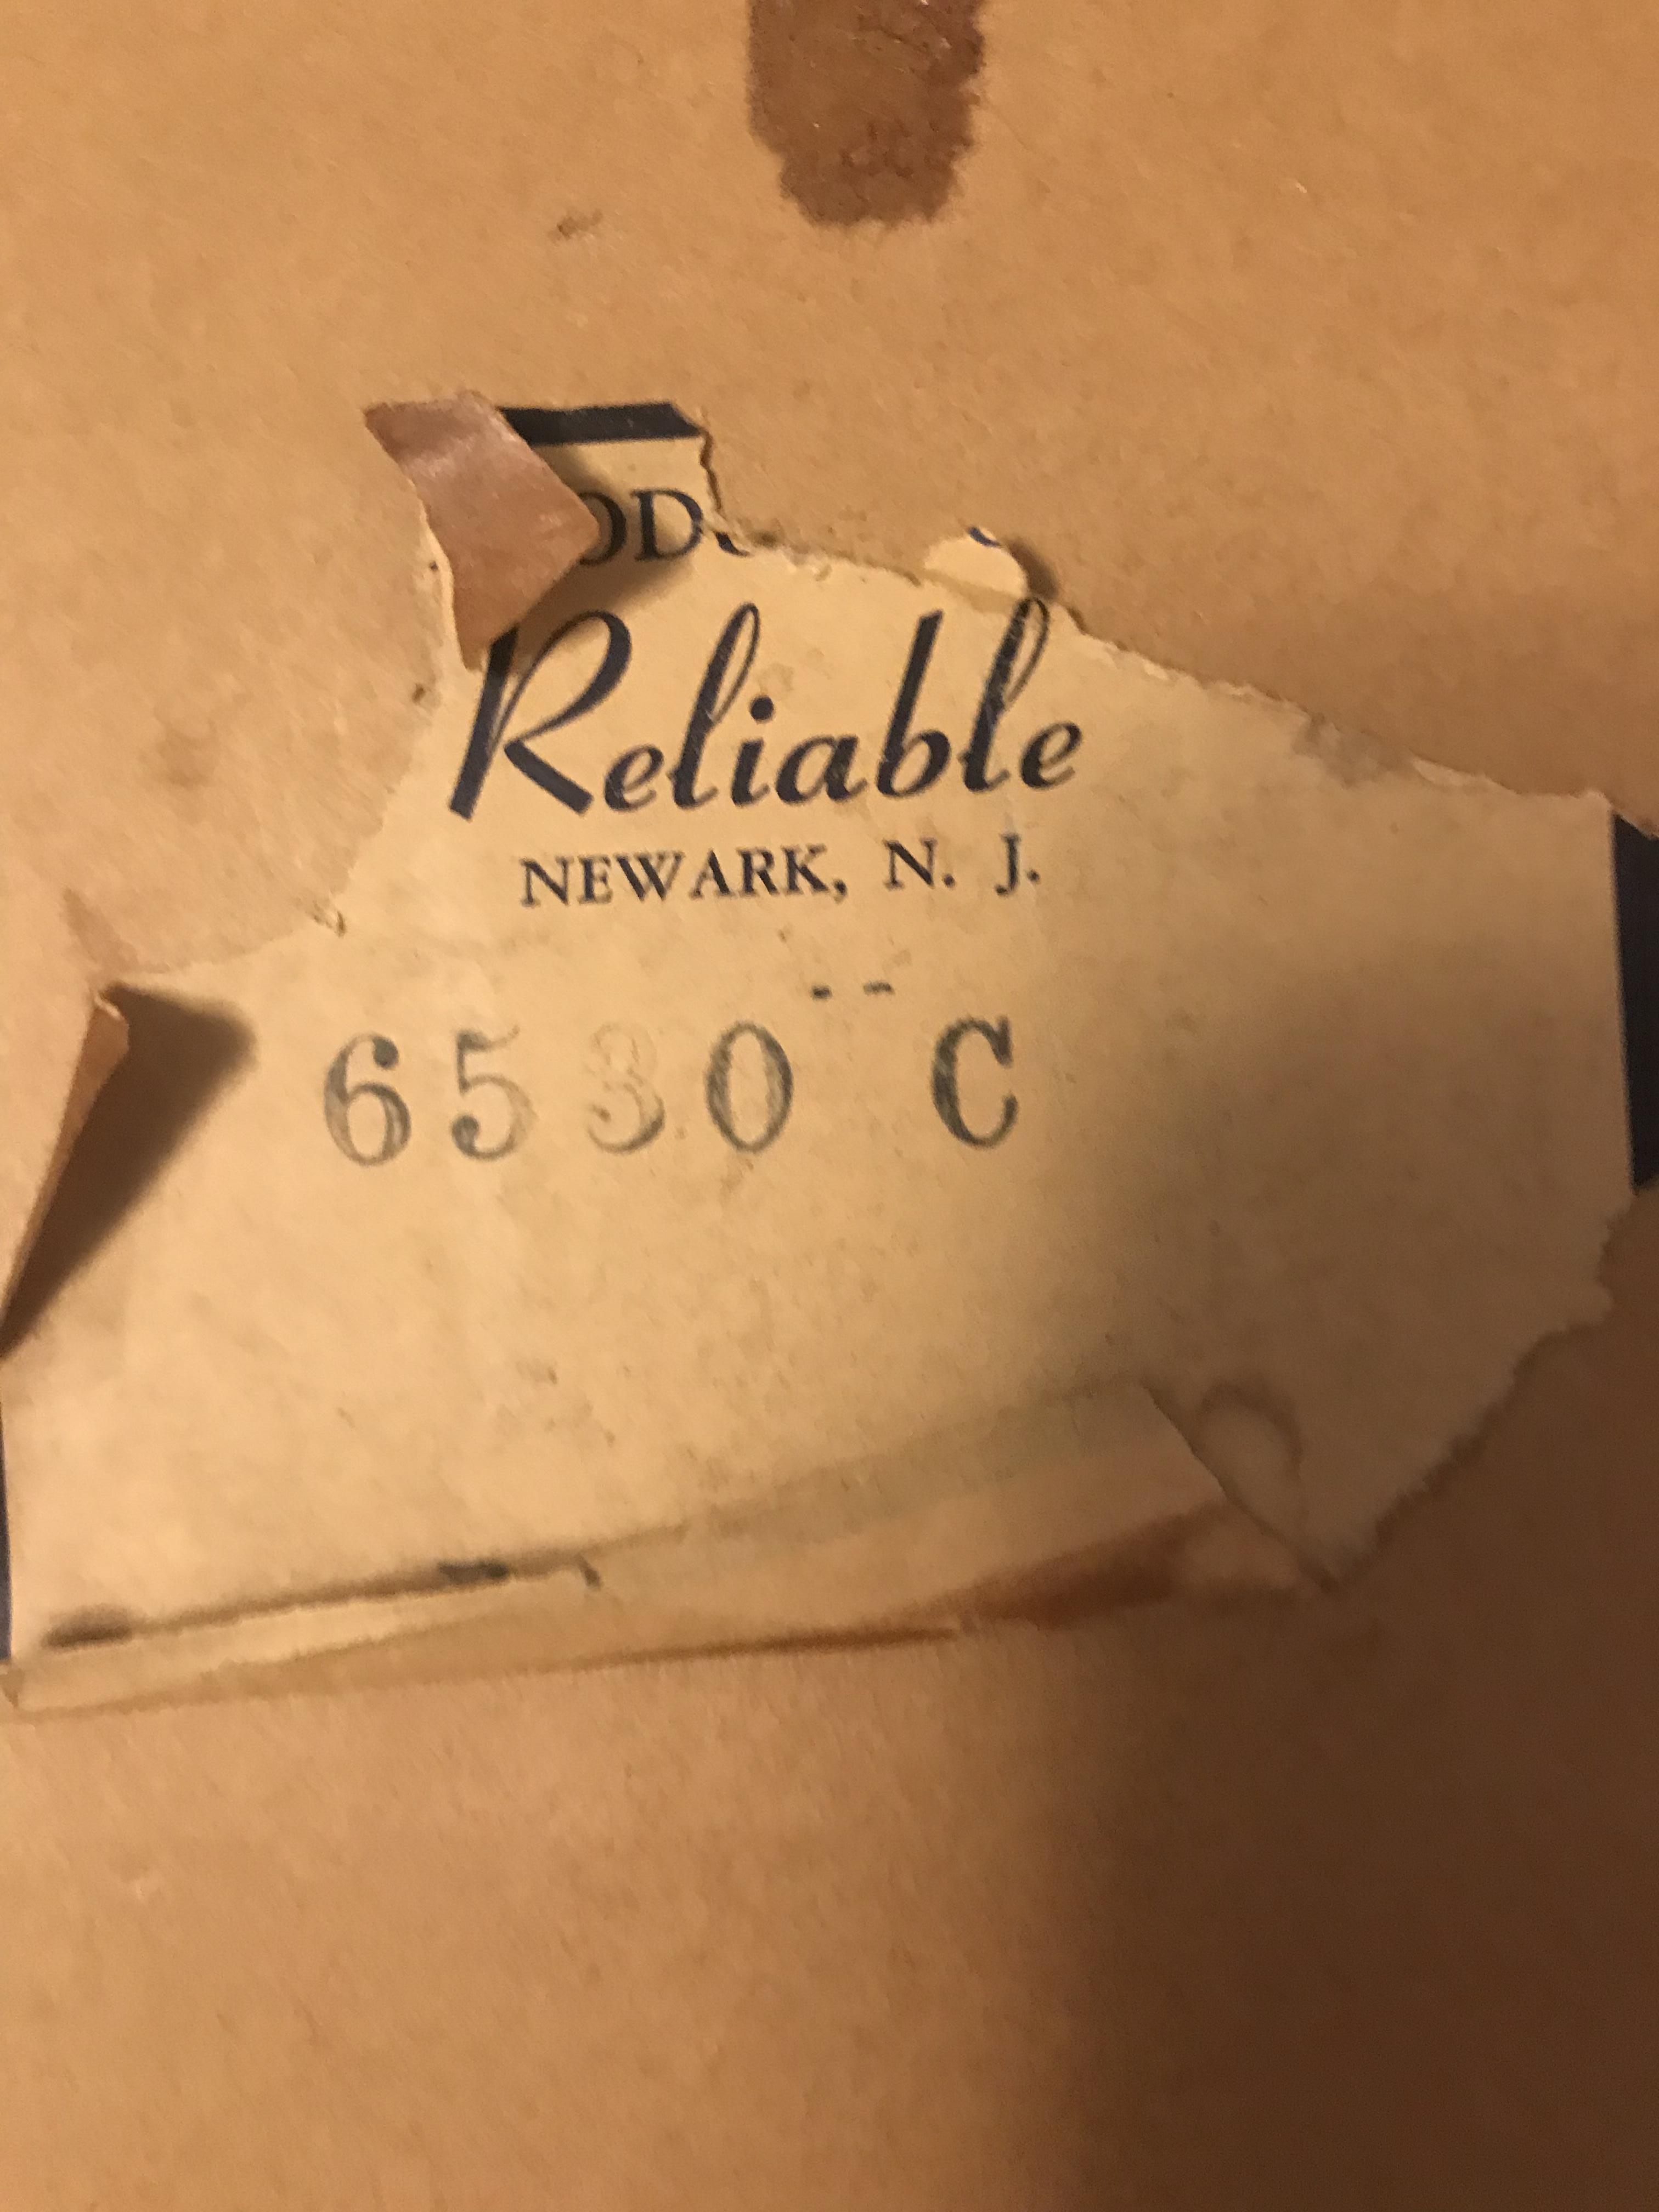 Reliable
NEWARK, N. J.
6530 C